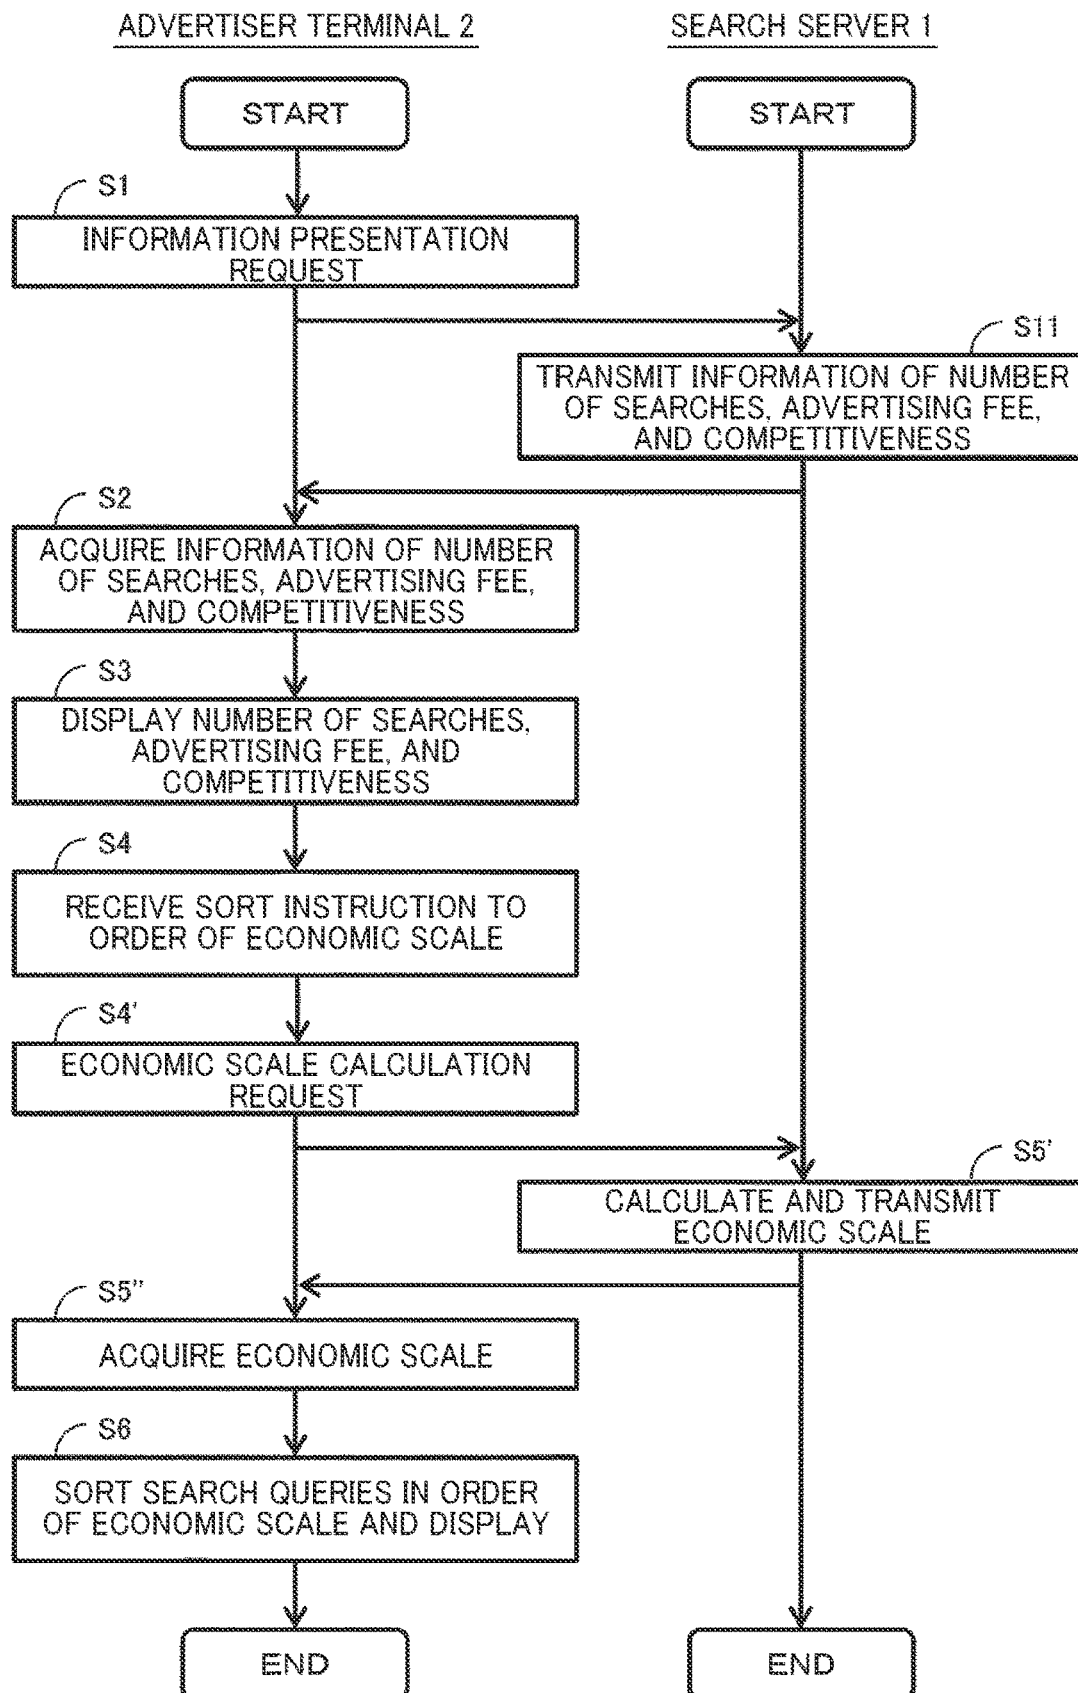 ADVERTISER TERMINAL 2
SEARCH SERVER 1
START
START
S1
INFORMATION PRESENTATION
REQUEST
S11
TRANSMIT INFORMATION OF NUMBER
OF SEARCHES, ADVERTISING FEE,
AND COMPETITIVENESS
S2
ACQUIRE INFORMATION OF NUMBER
OF SEARCHES, ADVERTISING FEE,
AND COMPETITIVENESS
S3
DISPLAY NUMBER OF SEARCHES,
ADVERTISING FEE, AND
COMPETITIVENESS
S4
RECEIVE SORT INSTRUCTION TO
ORDER OF ECONOMIC SCALE
S4'
ECONOMIC SCALE CALCULATION
REQUEST
S5'
CALCULATE AND TRANSMIT
ECONOMIC SCALE
S5''
ACQUIRE ECONOMIC SCALE
S6
SORT SEARCH QUERIES IN ORDER
OF ECONOMIC SCALE AND DISPLAY
END
END